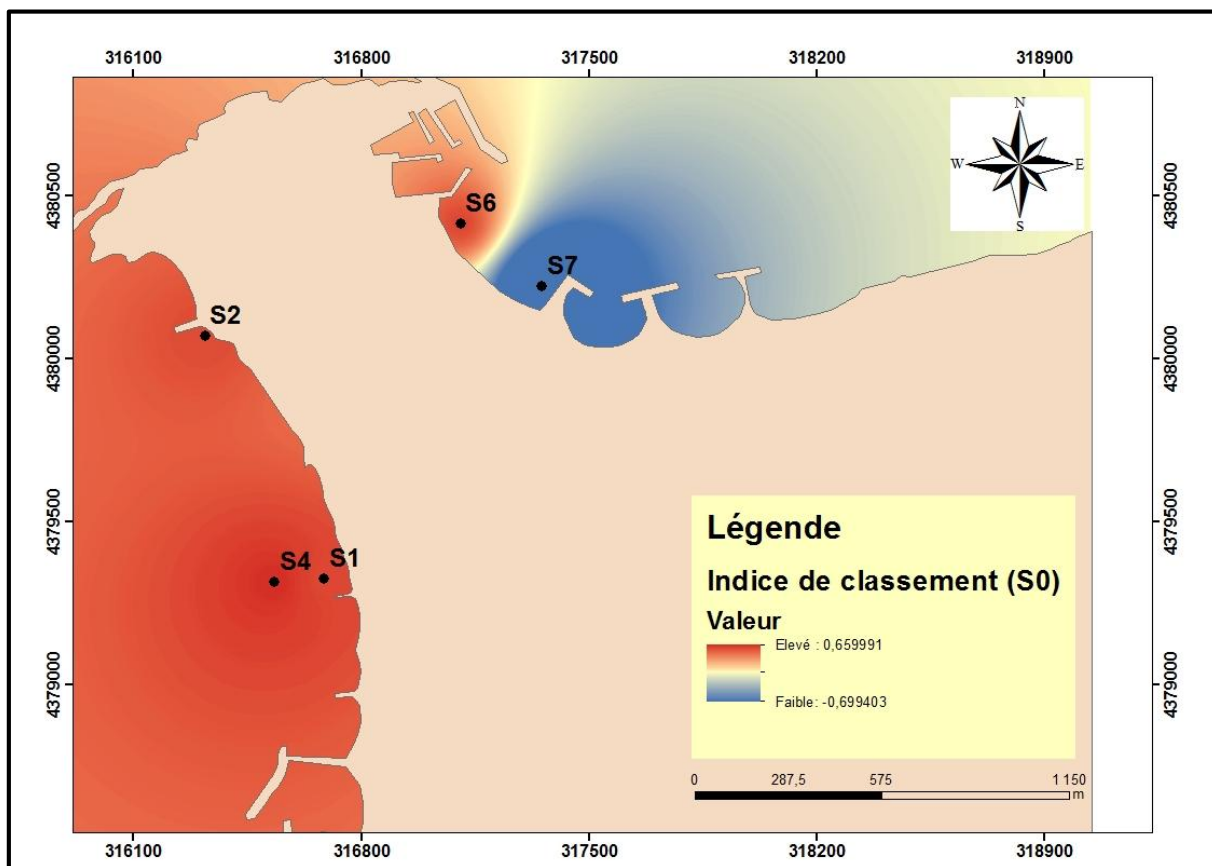 316100 316800 317500 318200 318900
N
W E
S
4380500 4380500
S6
S7
S2
4380000 4380000
4379500 4379500
S4 S1
4379000 4379000
Légende
Indice de classement (S0)
Valeur
Elevé : 0,659991
Faible: -0,699403
0 287,5 575 1 150
m
316100 316800 317500 318200 318900